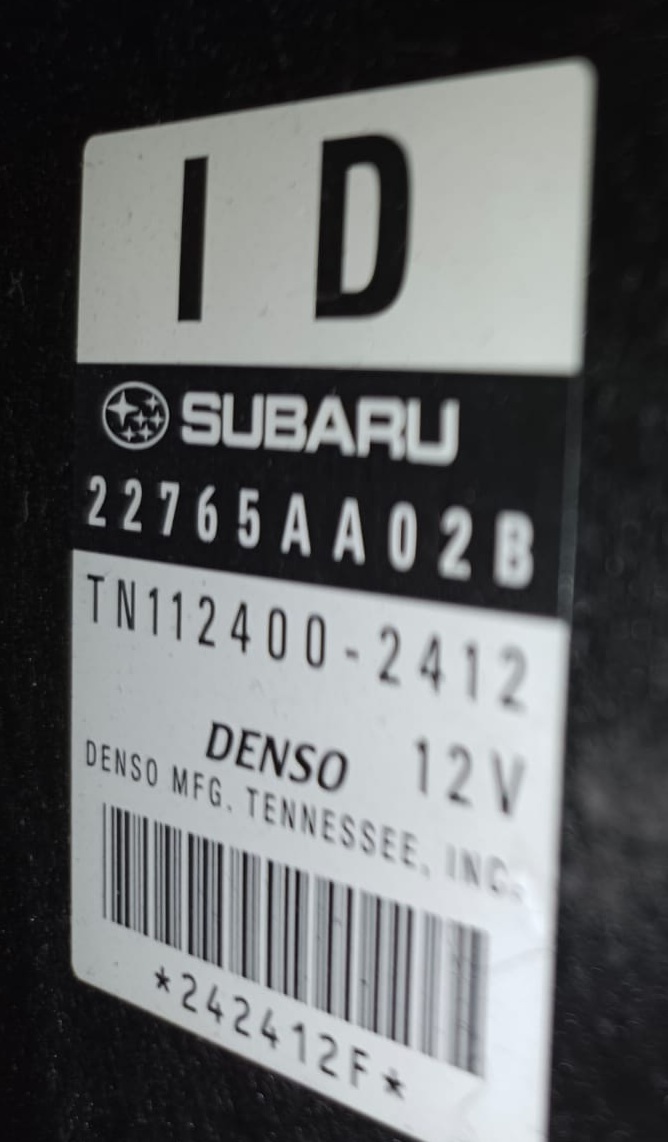 ID
SUBARU
22765AA02B
TN112400-2412
DENSO 12V
DENSO MFG. TENNESSEE, INC.
*242412F*